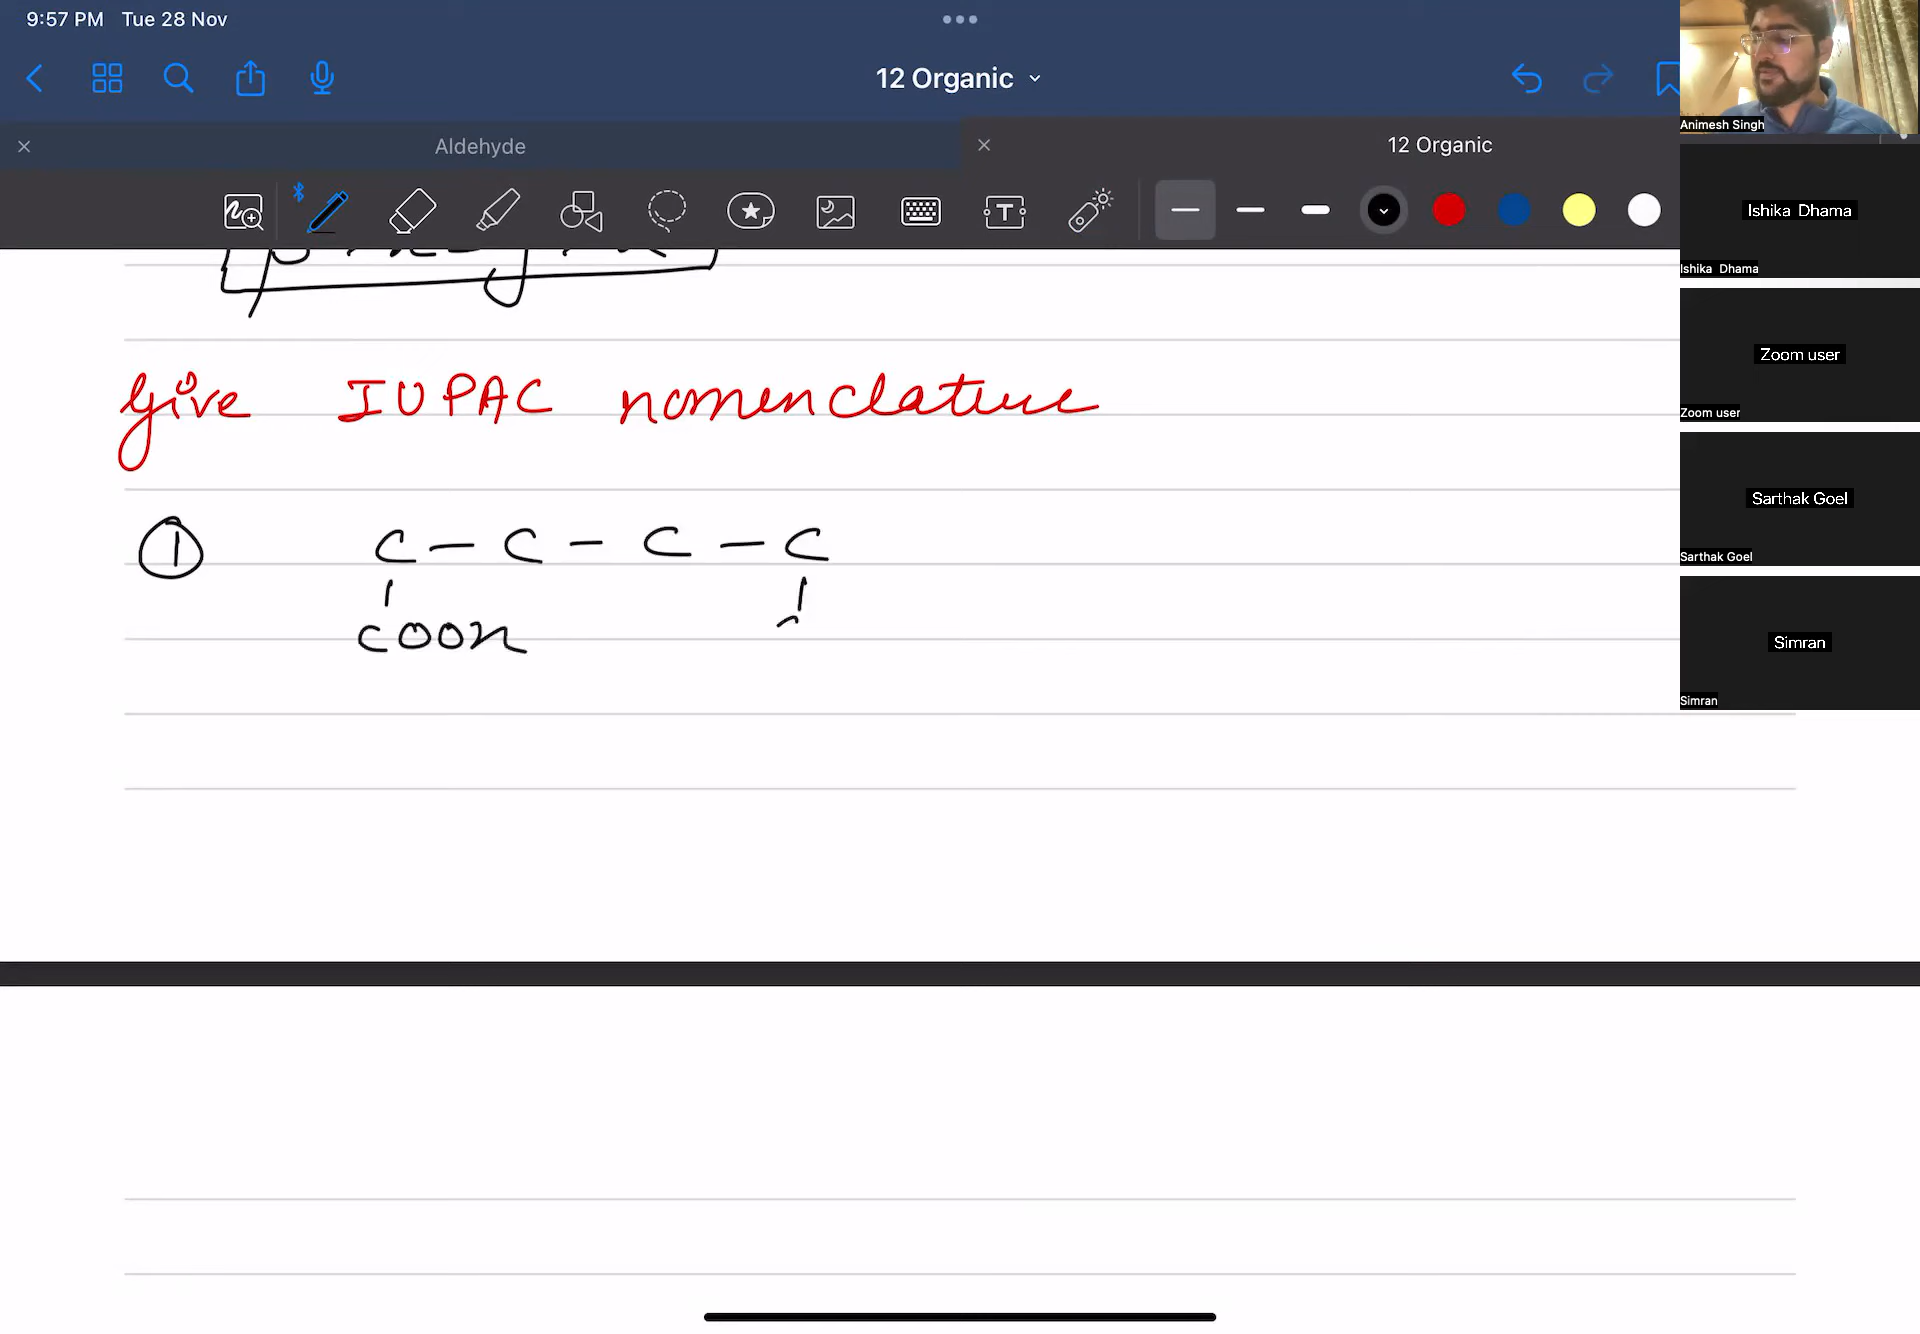 9:57 PM Tue 28 Nov
12 Organic
Aldehyde
12 Organic
Animesh Singh
Ishika Dhama
Ishika Dhama
Zoom user
Zoom user
Sarthak Goel
Sarthak Goel
Simran
Simran
give IUPAC nomenclature
① C - C - C - C
COOH